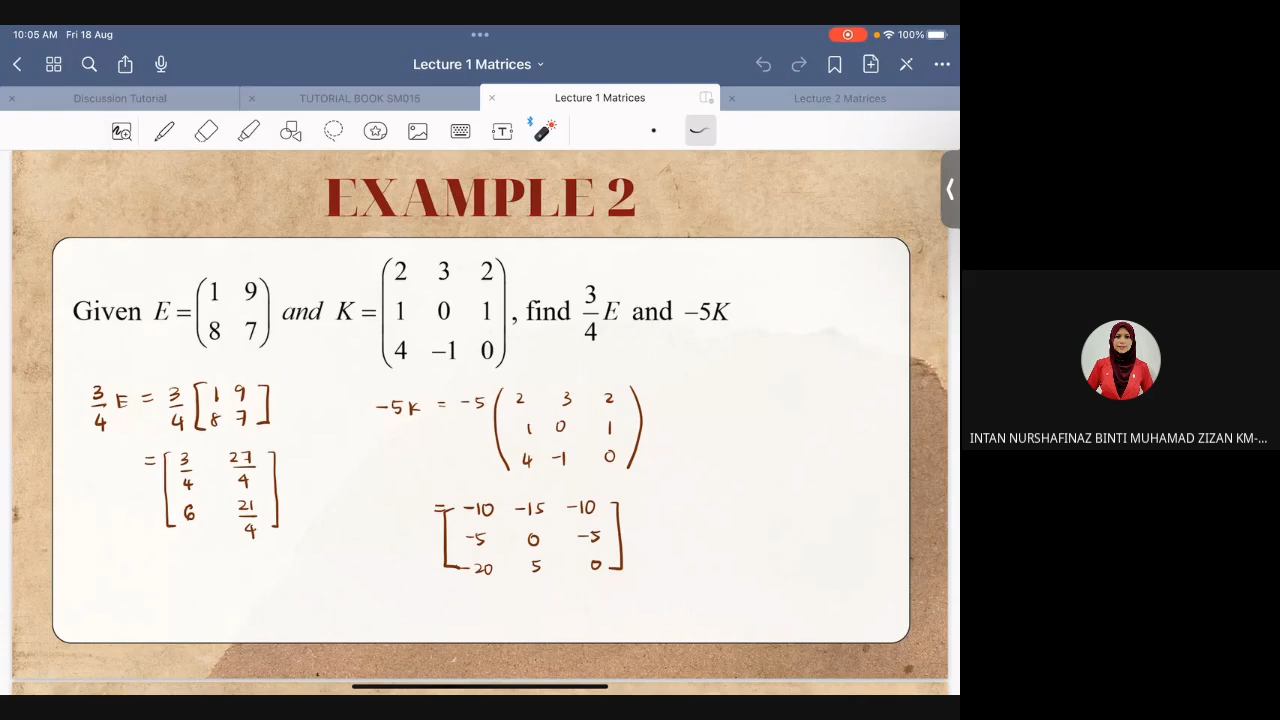 10:05 AM Fri 18 Aug
100%
Lecture 1 Matrices
Discussion Tutorial
TUTORIAL BOOK SM015
Lecture 1 Matrices
Lecture 2 Matrices
EXAMPLE 2
Given E = (1 9 8 7) and K = (2 3 2 1 0 1 4 −1 0), find 3/4 E and −5K
3/4 E = 3/4 [1 9
8 7]
= [3/4 27/4
6 21/4]
-5K = -5 (2 3 2
1 0 1
4 -1 0)
= [-10 -15 -10
-5 0 -5
-20 5 0]
INTAN NURSHAFINAZ BINTI MUHAMAD ZIZAN KM-...